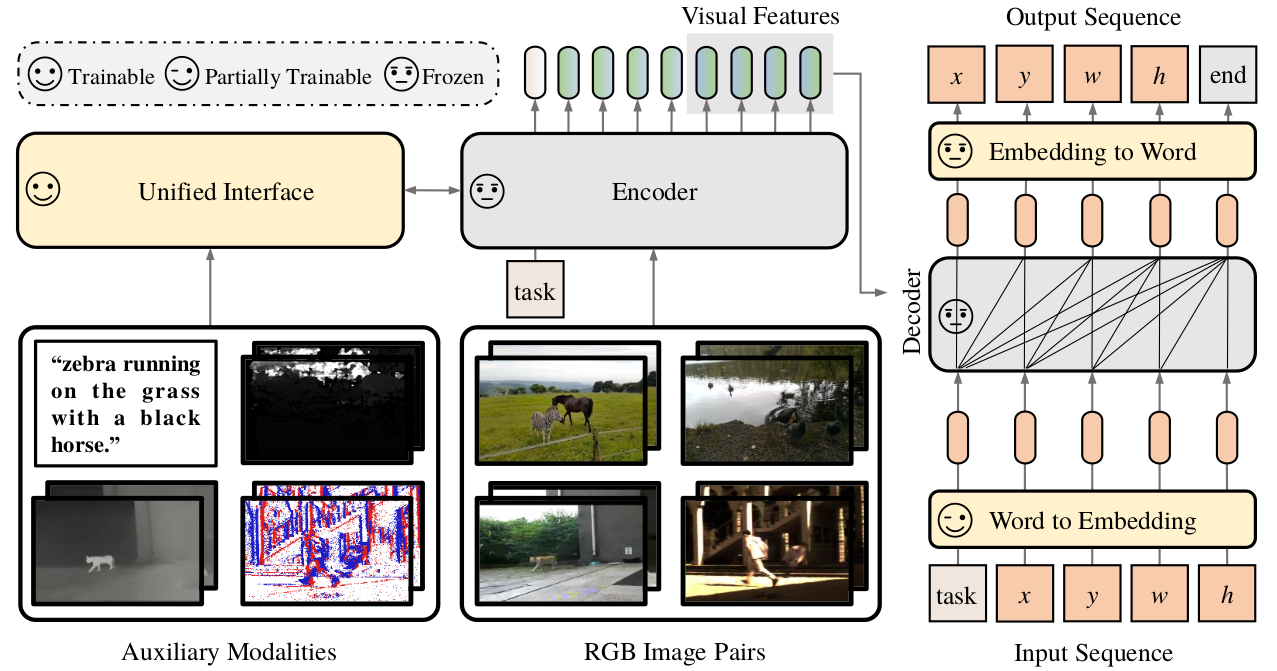 Visual Features
Output Sequence
Trainable
Partially Trainable
Frozen
x
y
w
h
end
Embedding to Word
Unified Interface
Encoder
task
Decoder
“zebra running
on the grass
with a black
horse.”
Word to Embedding
task
x
y
w
h
Auxiliary Modalities
RGB Image Pairs
Input Sequence